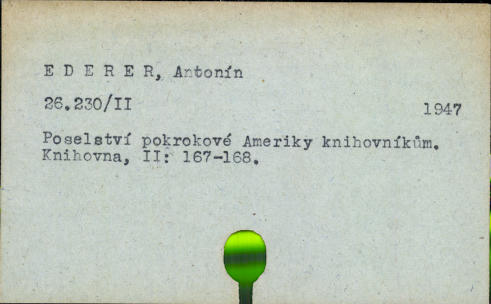 E D E R E R, Antonín
26.230/II 1947
Poselství pokrokové Ameriky knihovníkům.
Knihovna, II: 167-168.